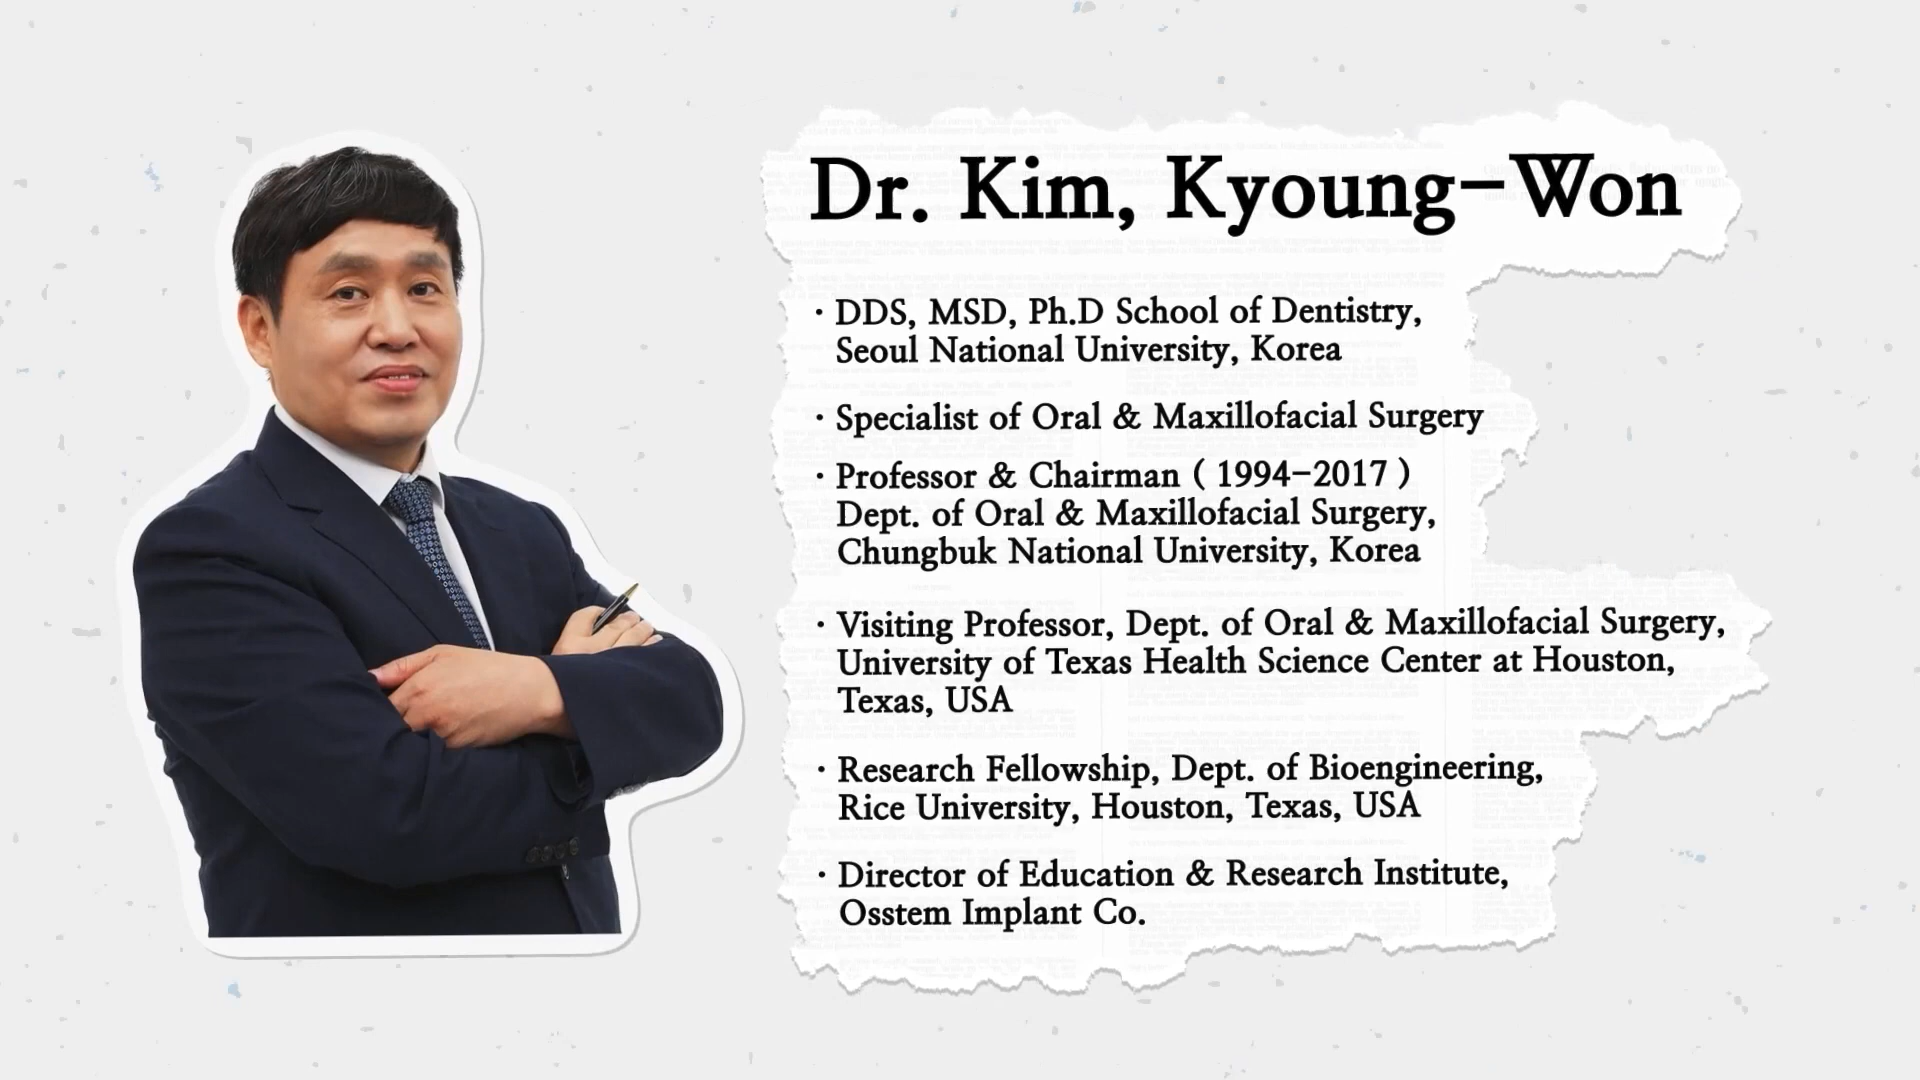 Dr. Kim, Kyoung-Won
· DDS, MSD, Ph.D School of Dentistry,
Seoul National University, Korea
· Specialist of Oral & Maxillofacial Surgery
· Professor & Chairman ( 1994-2017 )
Dept. of Oral & Maxillofacial Surgery,
Chungbuk National University, Korea
· Visiting Professor, Dept. of Oral & Maxillofacial Surgery,
University of Texas Health Science Center at Houston,
Texas, USA
· Research Fellowship, Dept. of Bioengineering,
Rice University, Houston, Texas, USA
· Director of Education & Research Institute,
Osstem Implant Co.